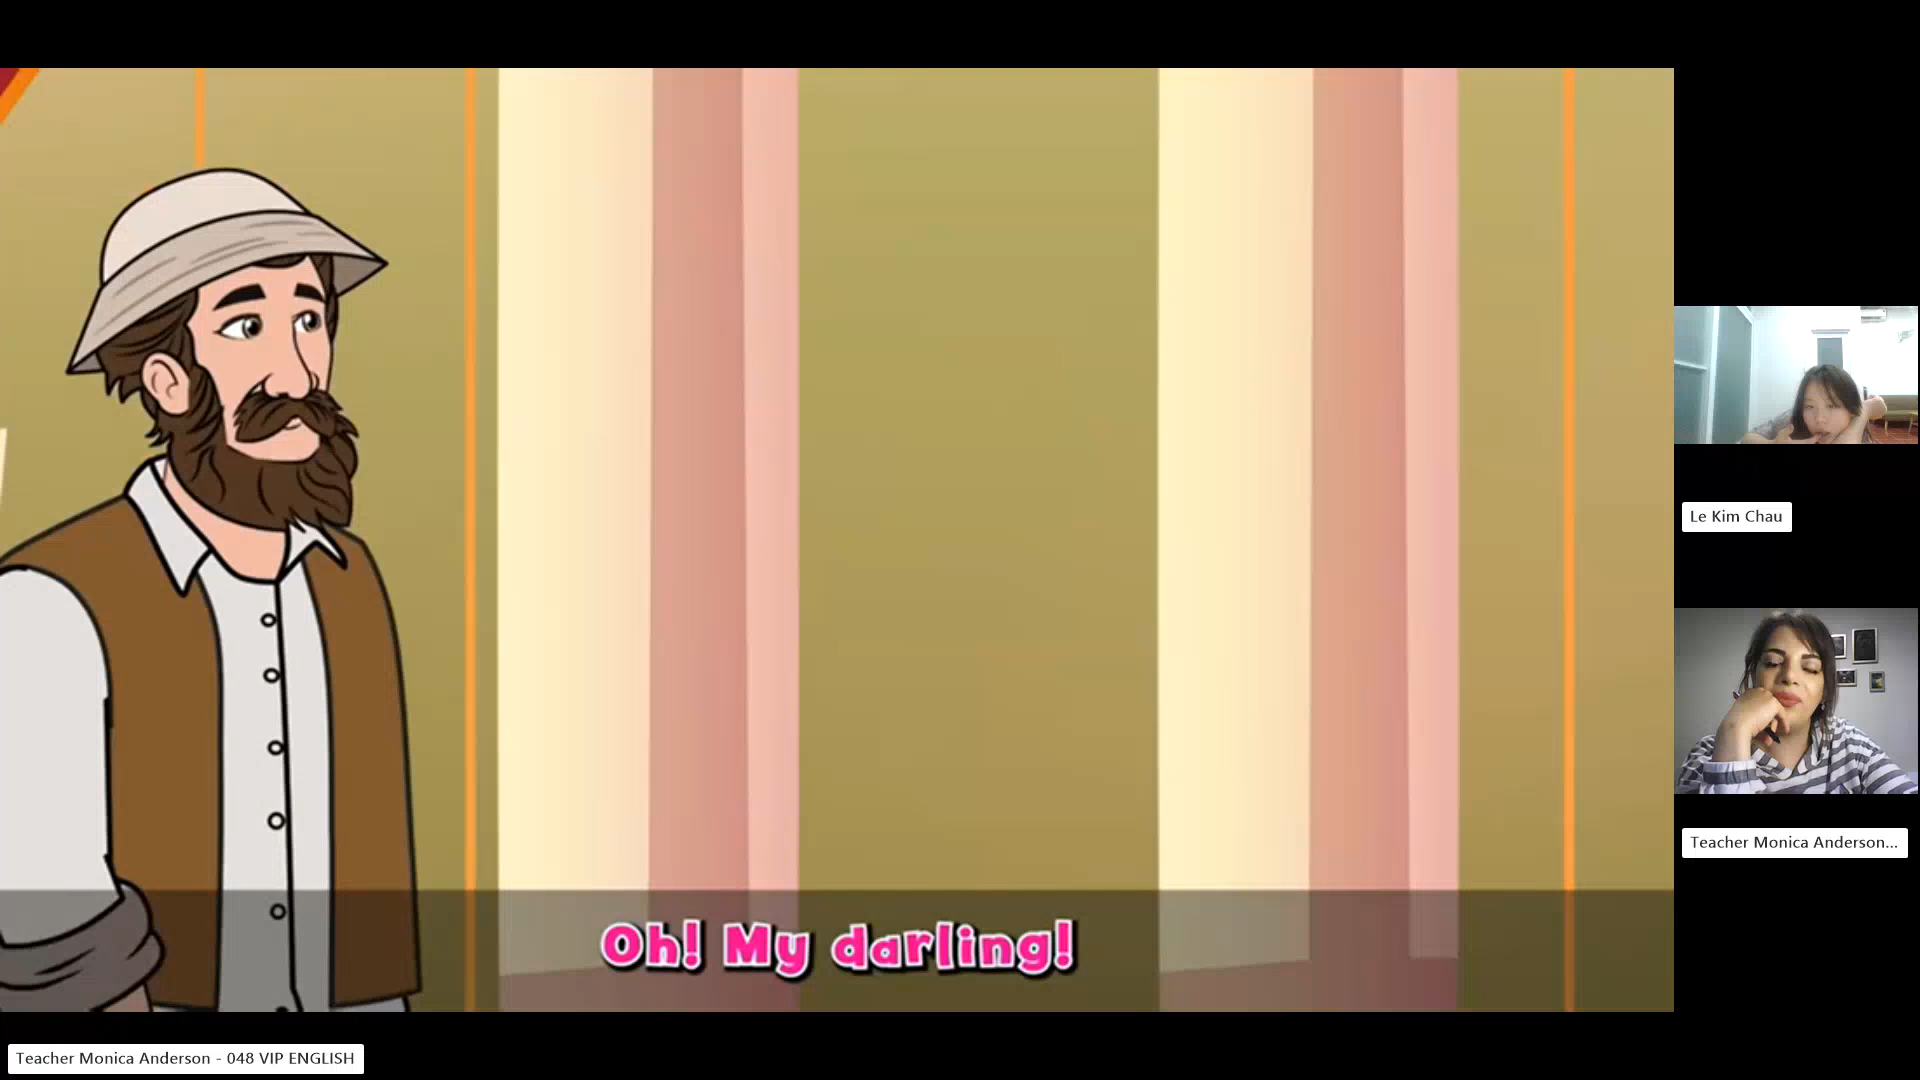 Oh! My darling!
Le Kim Chau
Teacher Monica Anderson...
Teacher Monica Anderson - 048 VIP ENGLISH